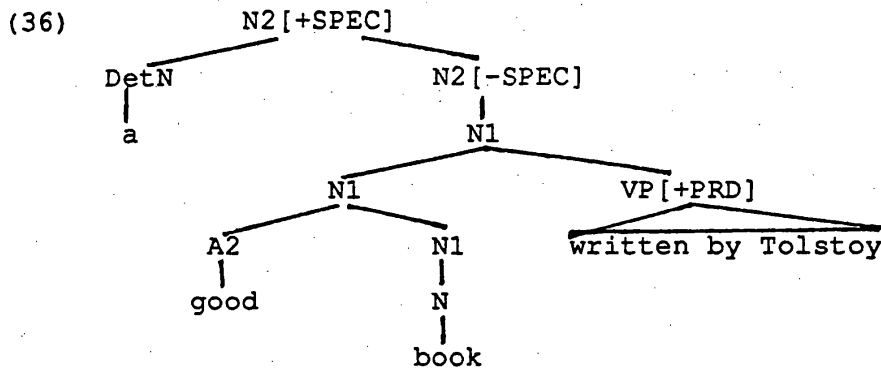 (36) N2[+SPEC]
DetN N2[-SPEC]
a N1
N1 VP[+PRD]
A2 N1 written by Tolstoy
good N
book